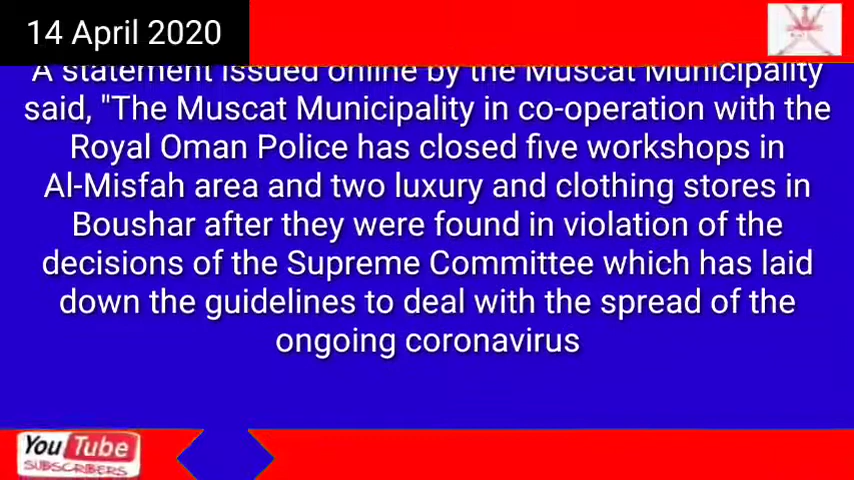 14 April 2020
A statement issued online by the Muscat Municipality
said, "The Muscat Municipality in co-operation with the
Royal Oman Police has closed five workshops in
Al-Misfah area and two luxury and clothing stores in
Boushar after they were found in violation of the
decisions of the Supreme Committee which has laid
down the guidelines to deal with the spread of the
ongoing coronavirus
YouTube
SUBSCRIBERS